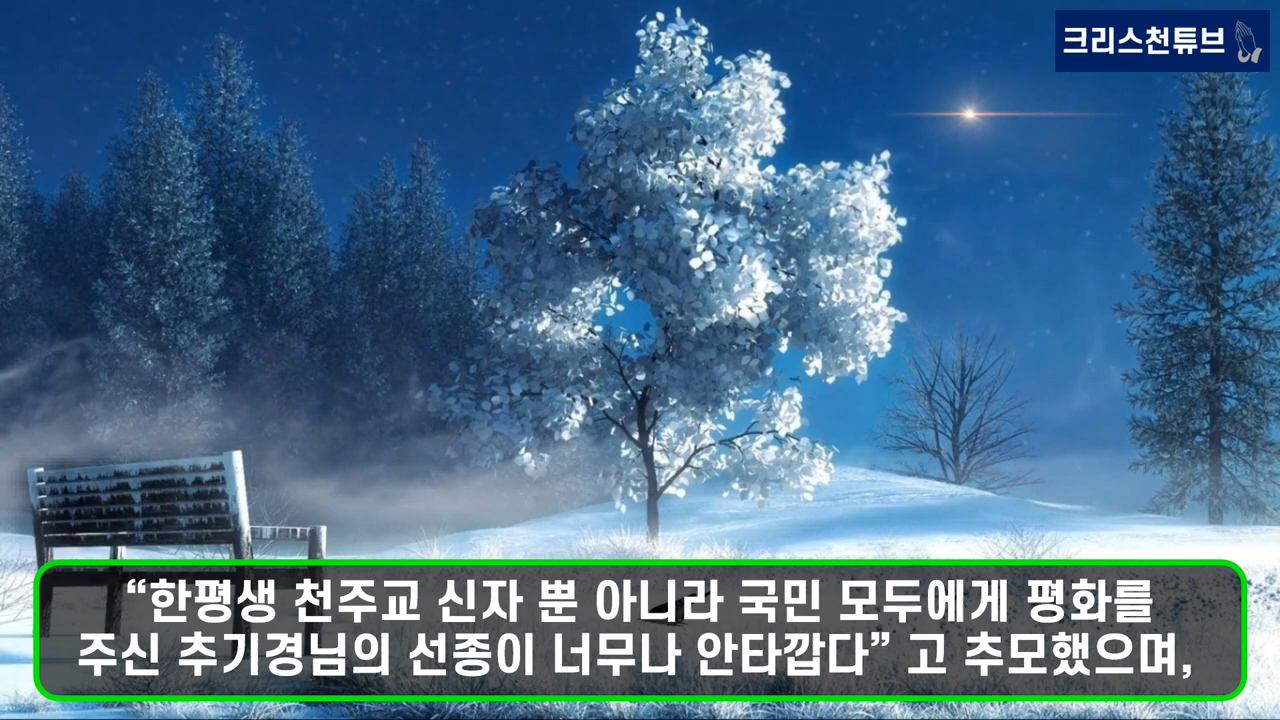 크리스천튜브
“한평생 천주교 신자 뿐 아니라 국민 모두에게 평화를
주신 추기경님의 선종이 너무나 안타깝다” 고 추모했으며,